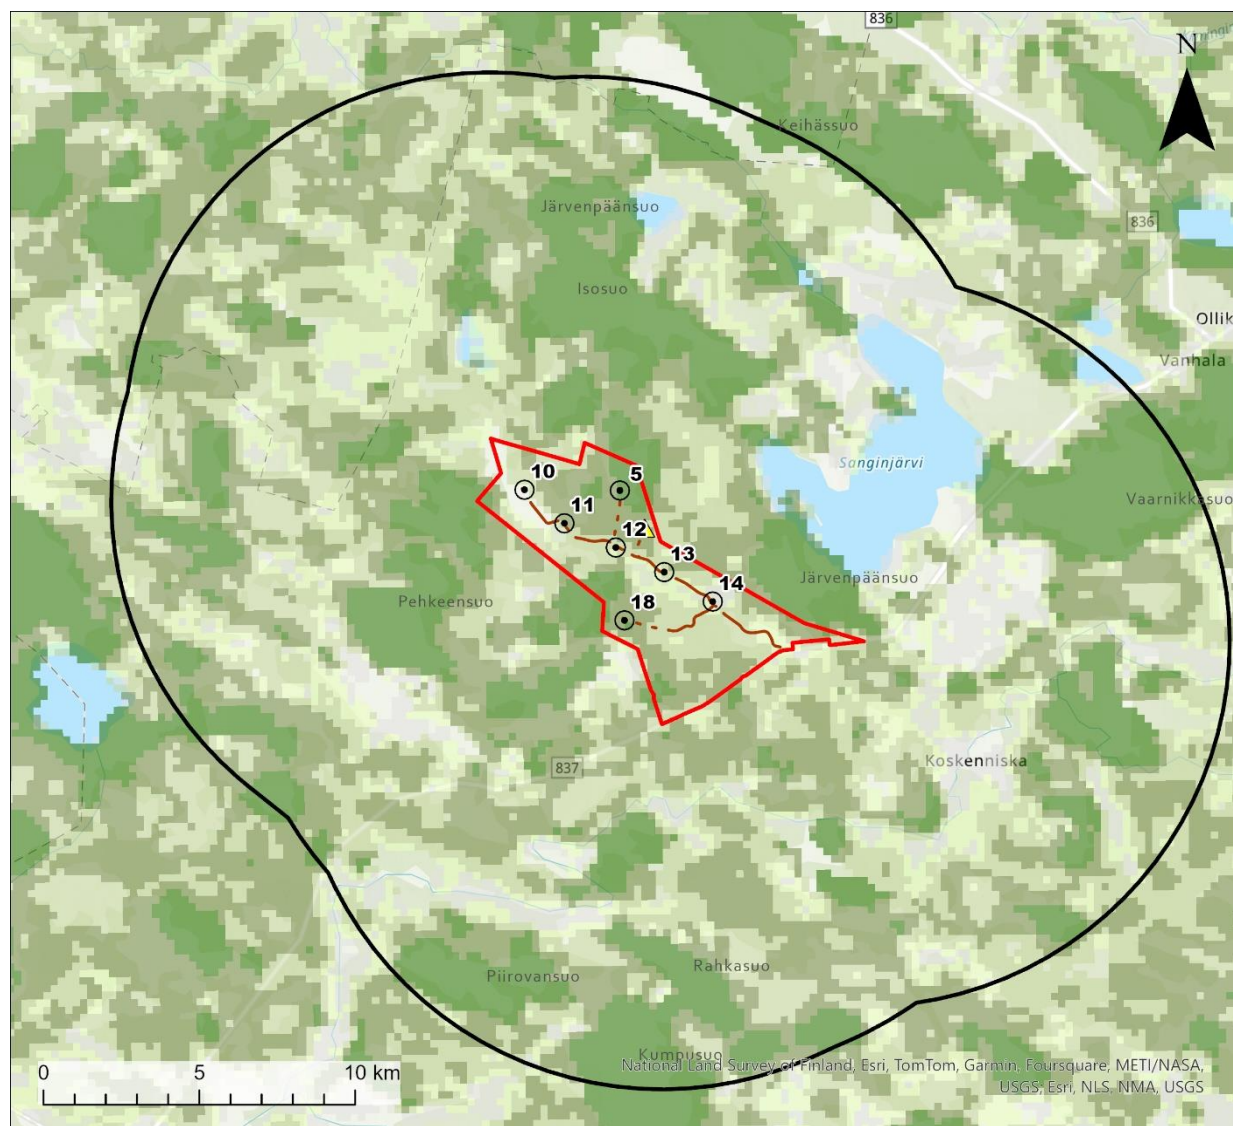 836
N
Keihässuo
Järvenpäänsuo
836
Isosuo
Ollik
Vanhala
Sanginjärvi
10
5
Vaarnikkasuo
11
12
13
Järvenpäänsuo
14
Pehkeensuo
18
Koskenniska
837
Rahkasuo
Piirovansuo
Kumpusuo
0 5 10 km
National Land Survey of Finland, Esri, TomTom, Garmin, Foursquare, METI/NASA,
USGS, Esri, NLS, NMA, USGS